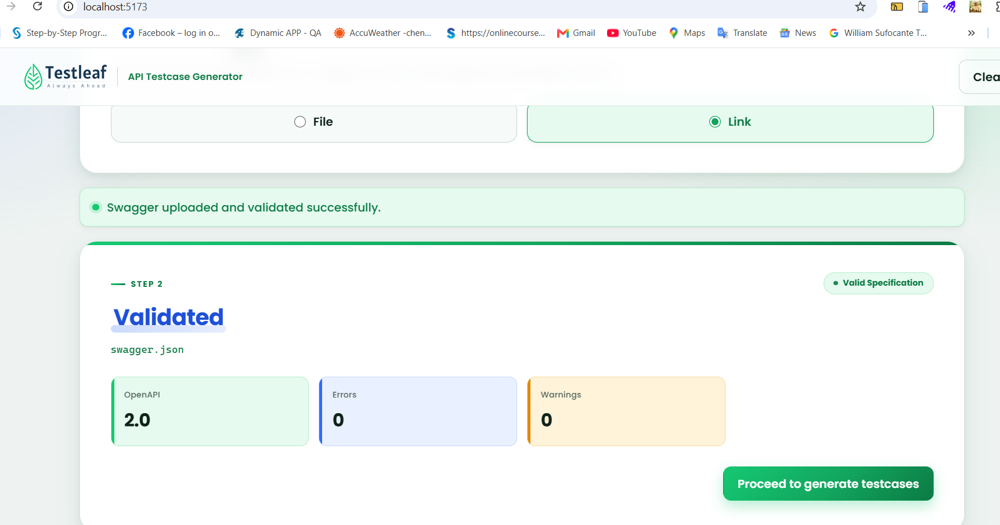 localhost:5173
Step-by-Step Progr... Facebook – log in o... Dynamic APP - QA AccuWeather -chen... https://onlinecourse... Gmail YouTube Maps Translate News William Sufocante T... »
Testleaf
Always Ahead
API Testcase Generator
Clea
File
Link
Swagger uploaded and validated successfully.
STEP 2
Valid Specification
Validated
swagger.json
OpenAPI
2.0
Errors
0
Warnings
0
Proceed to generate testcases